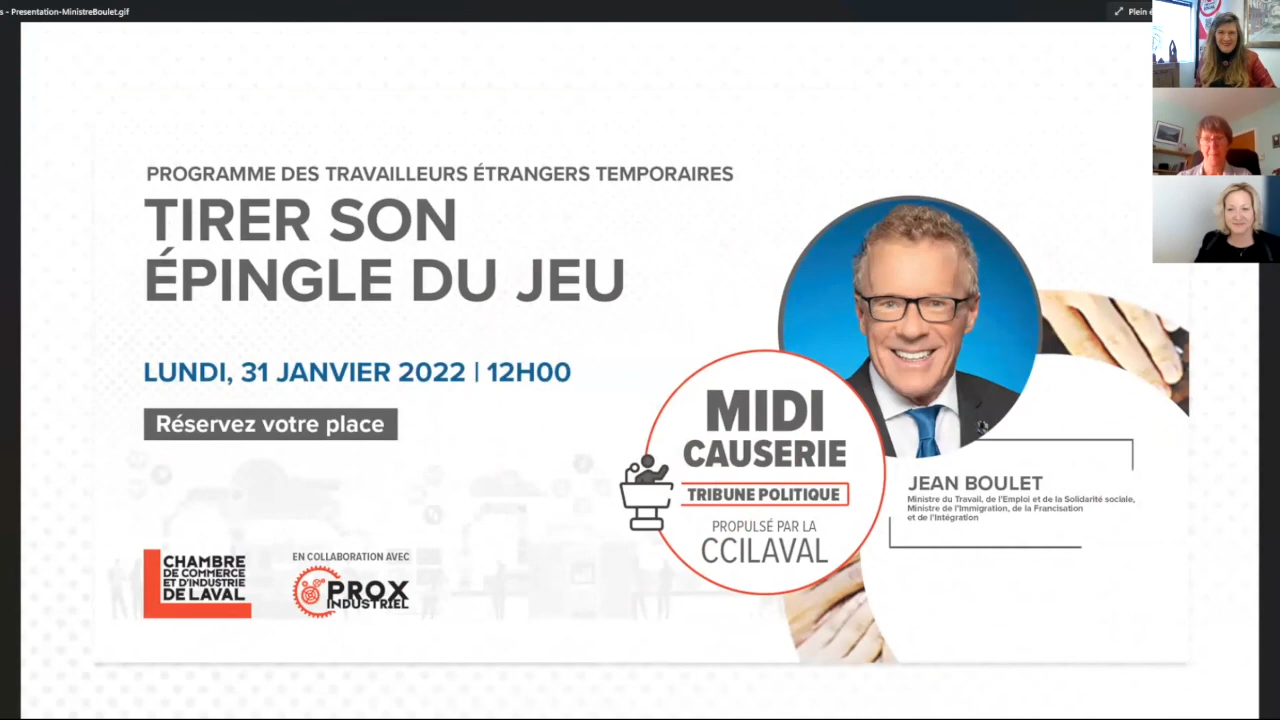 s - Presentation-MinistreBoulet.gif
Plein é
PROGRAMME DES TRAVAILLEURS ÉTRANGERS TEMPORAIRES
TIRER SON
ÉPINGLE DU JEU
LUNDI, 31 JANVIER 2022 | 12H00
Réservez votre place
MIDI
CAUSERIE
TRIBUNE POLITIQUE
PROPULSÉ PAR LA
CCILAVAL
JEAN BOULET
Ministre du Travail, de l'Emploi et de la Solidarité sociale,
Ministre de l'Immigration, de la Francisation
et de l'Intégration
CHAMBRE
DE COMMERCE
ET D'INDUSTRIE
DE LAVAL
EN COLLABORATION AVEC
PROX
INDUSTRIEL